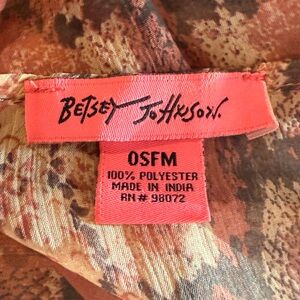 BETSEY JOHNSON.
OSFM
100% POLYESTER
MADE IN INDIA
RN# 98072